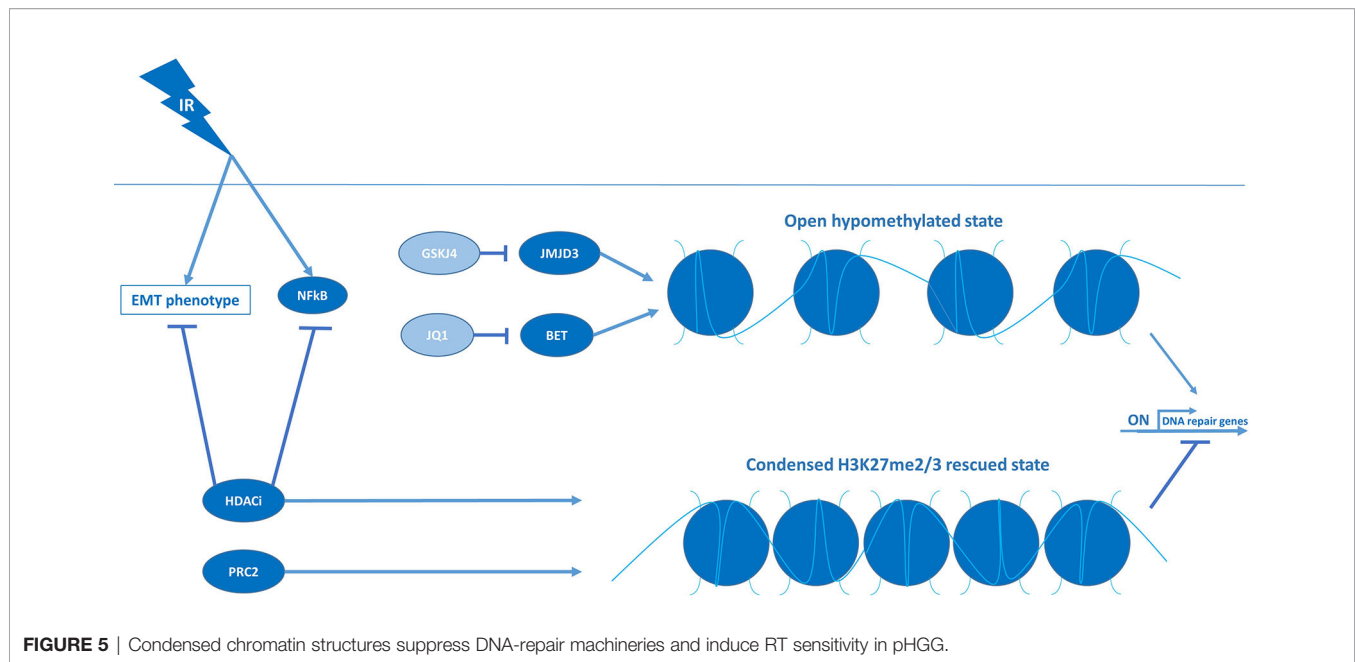 IR
Open hypomethylated state
GSKJ4
JMJD3
EMT phenotype
NFkB
JQ1
BET
ON
DNA repair genes
Condensed H3K27me2/3 rescued state
HDACi
PRC2
FIGURE 5 | Condensed chromatin structures suppress DNA-repair machineries and induce RT sensitivity in pHGG.